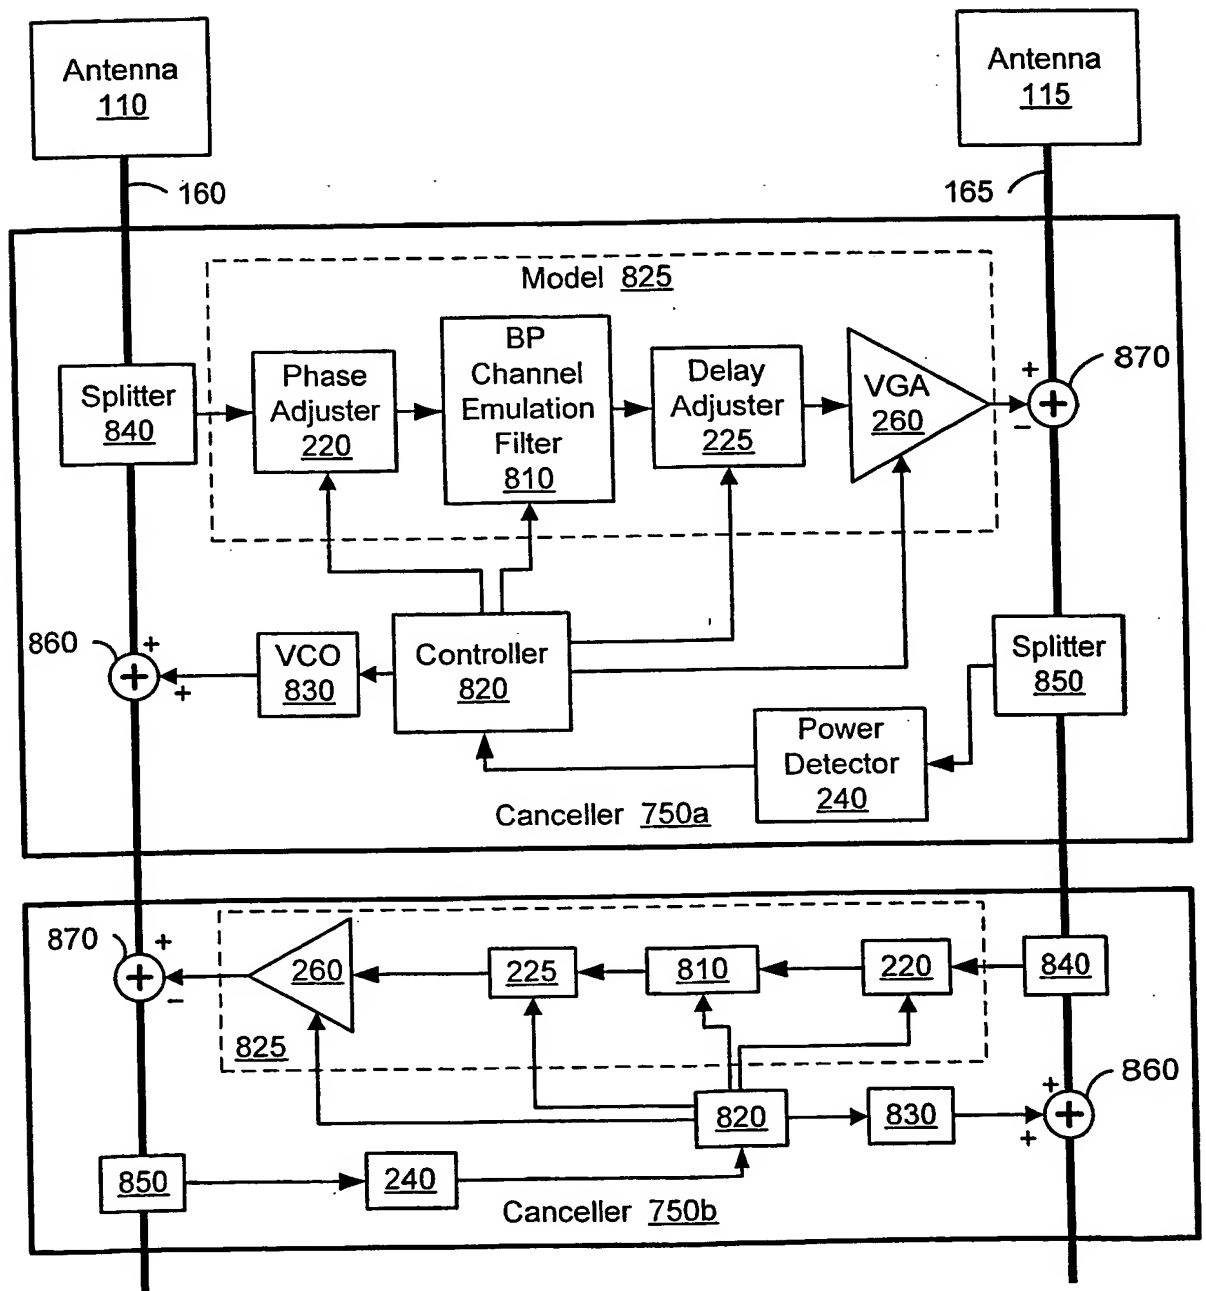 Antenna
110
Antenna
115
160
165
Model 825
Splitter
840
Phase
Adjuster
220
BP
Channel
Emulation
Filter
810
Delay
Adjuster
225
VGA
260
+
−
+
870
860
+
+
+
VCO
830
Controller
820
Splitter
850
Power
Detector
240
Canceller 750a
870
+
+
−
260
225
810
220
840
825
820
830
+
+
+
860
850
240
Canceller 750b